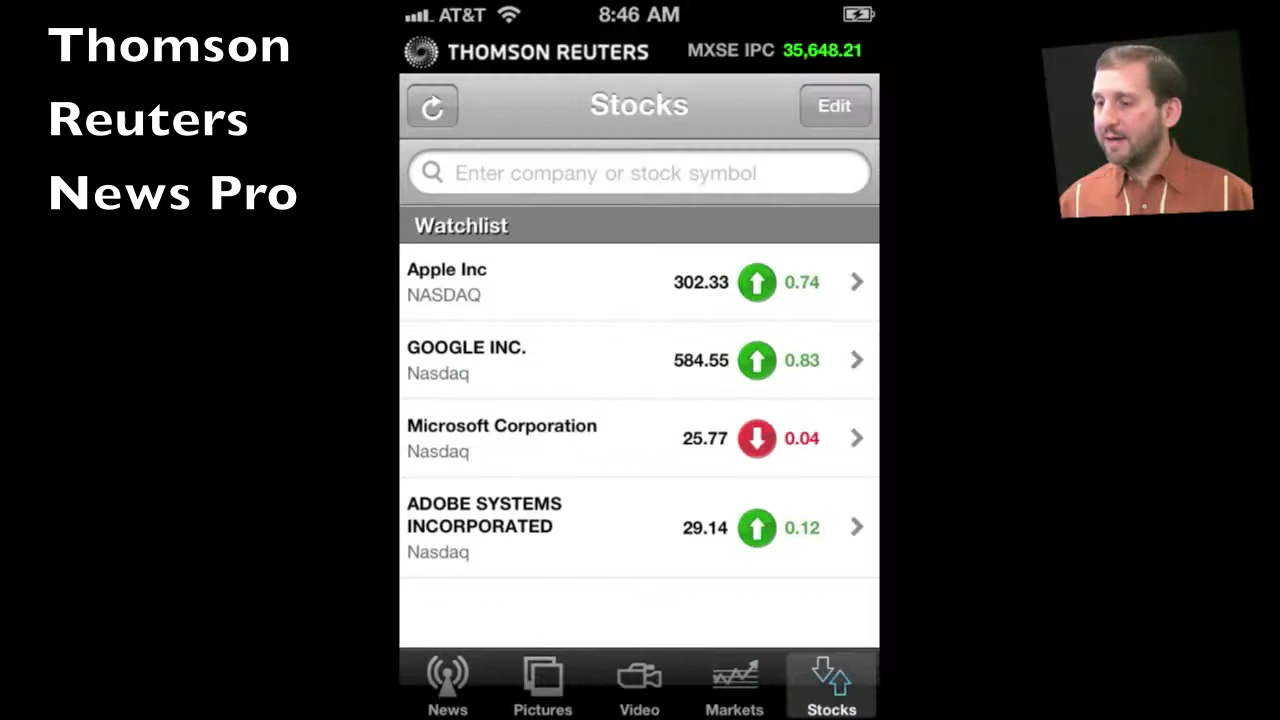 Thomson
Reuters
News Pro
AT&T
8:46 AM
THOMSON REUTERS
MXSE IPC 35,648.21
Stocks
Edit
Enter company or stock symbol
Watchlist
Apple Inc
NASDAQ
302.33
0.74
GOOGLE INC.
Nasdaq
584.55
0.83
Microsoft Corporation
Nasdaq
25.77
0.04
ADOBE SYSTEMS
INCORPORATED
Nasdaq
29.14
0.12
News
Pictures
Video
Markets
Stocks